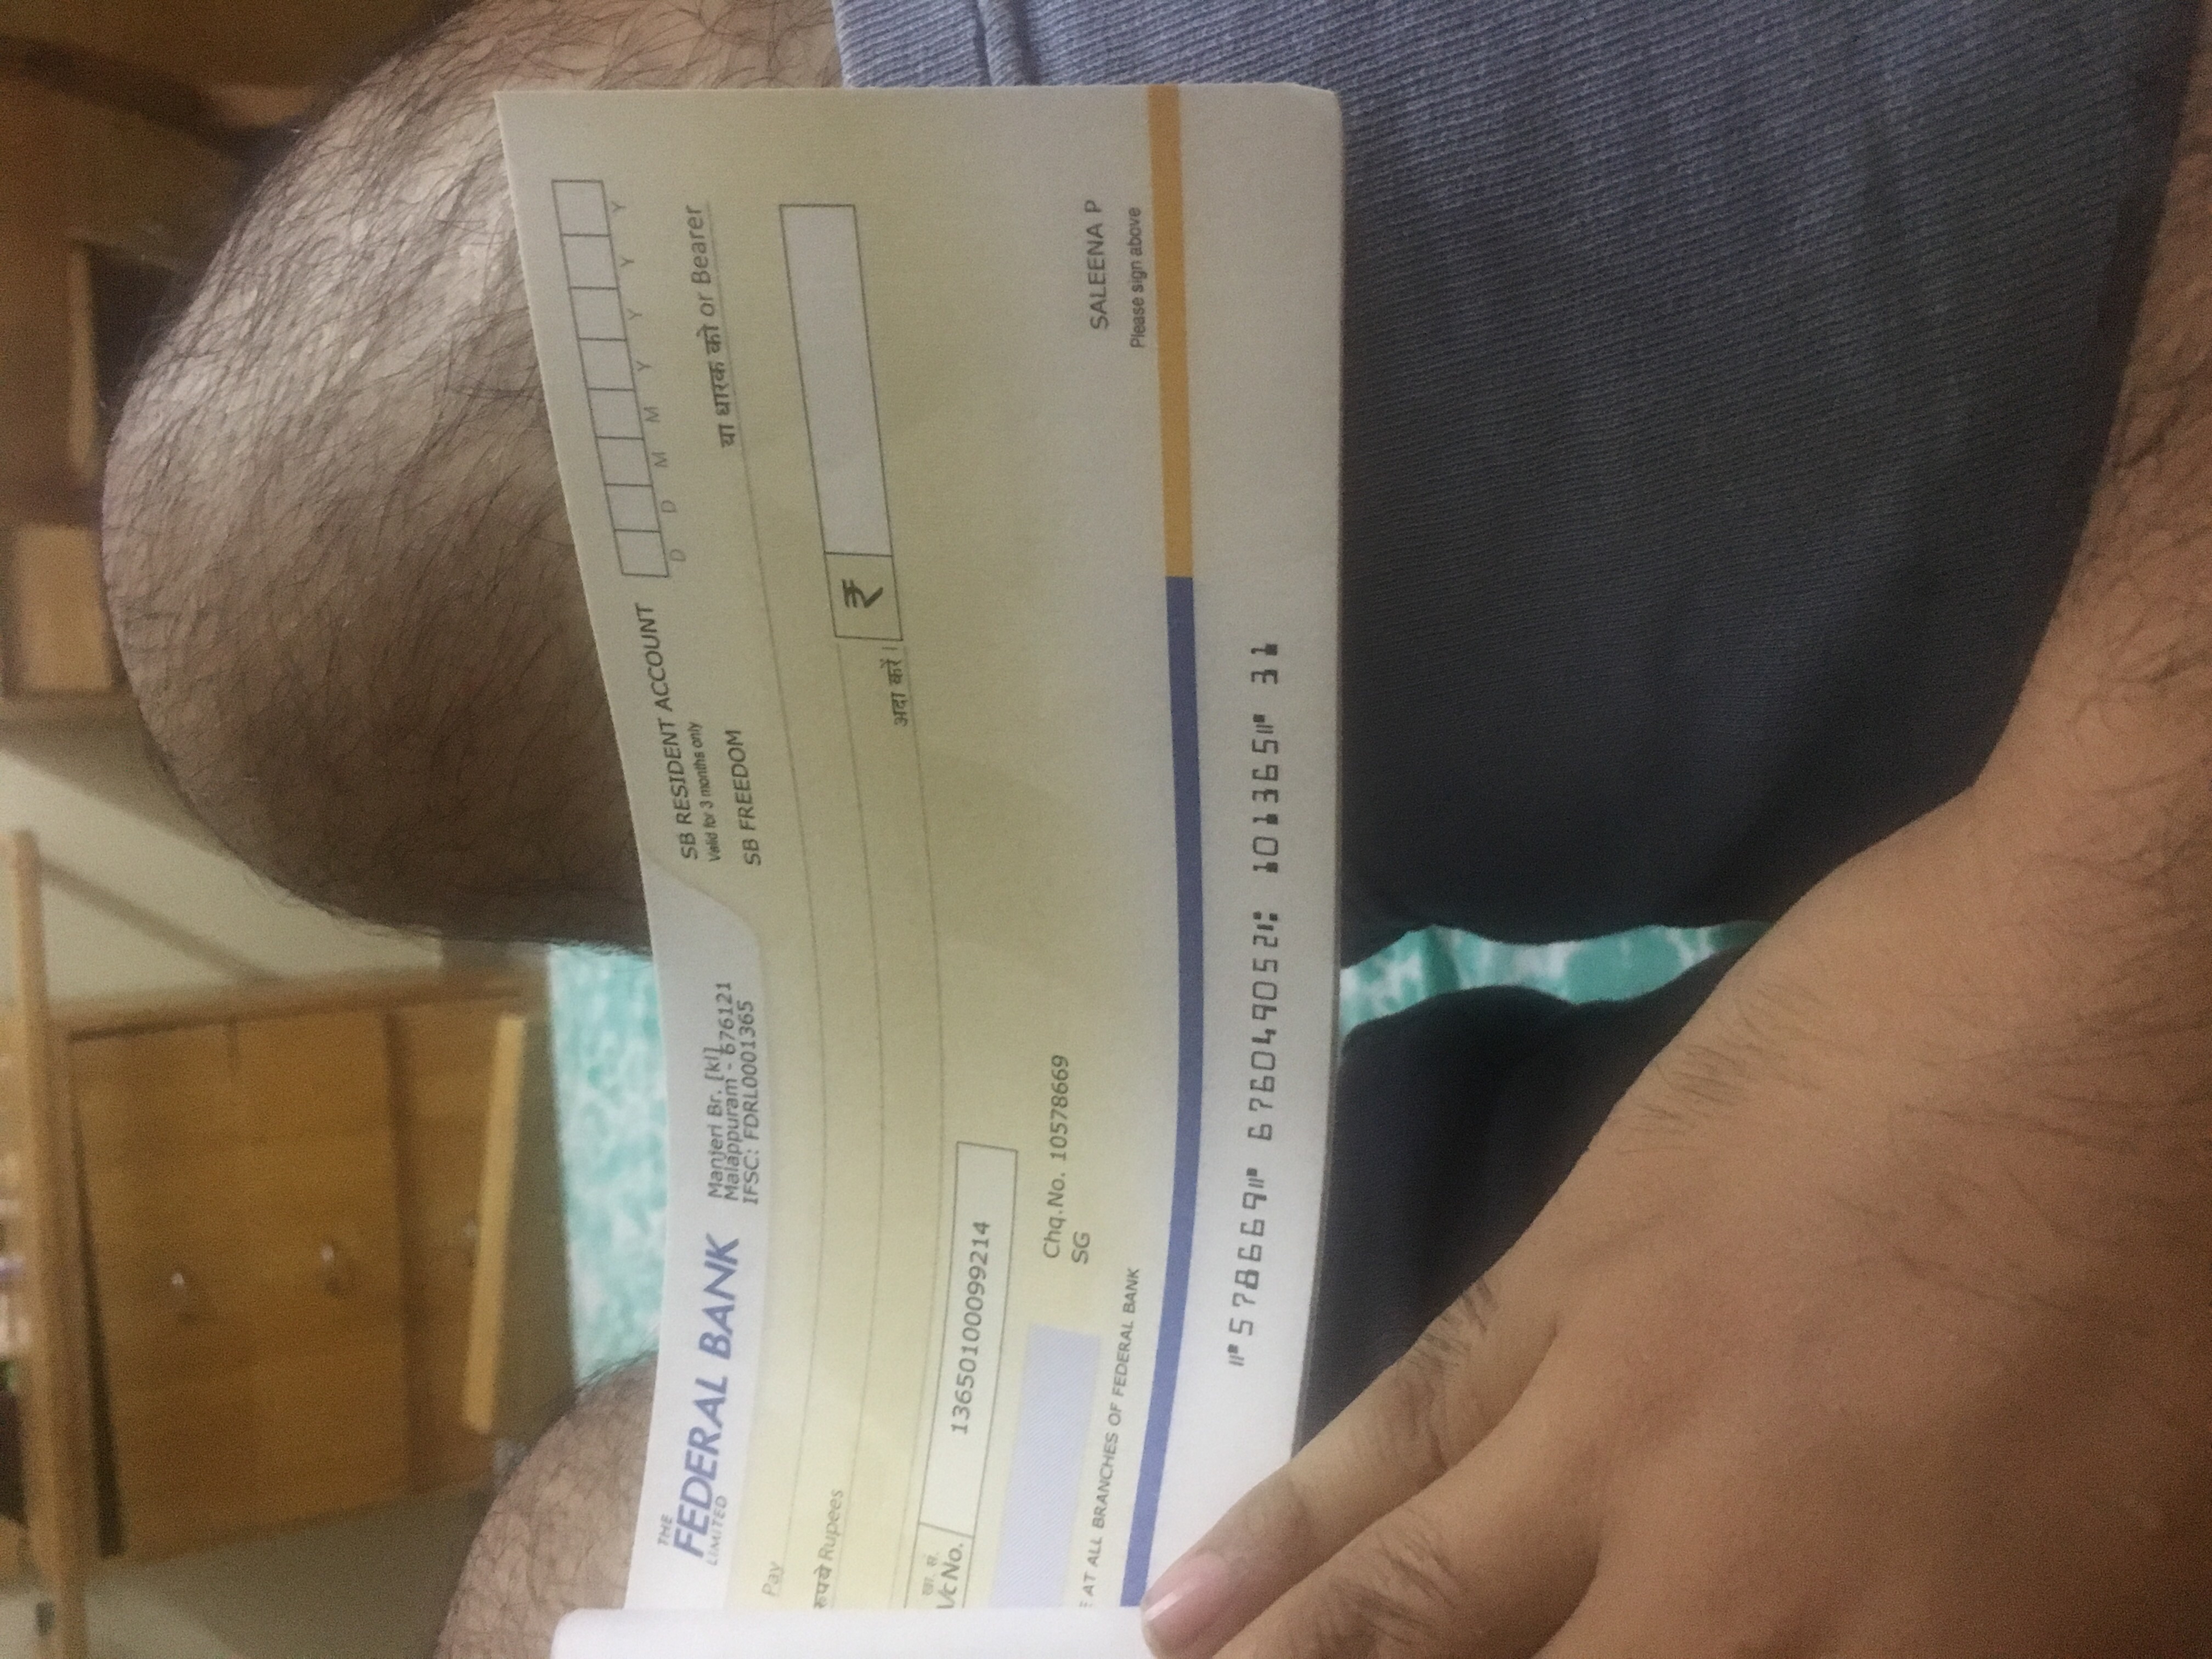 THE
FEDERAL BANK
LIMITED
Manjeri Br. [kl]
Malappuram - 676121
IFSC: FDRL0001365
SB RESIDENT ACCOUNT
Valid for 3 months only
SB FREEDOM
D D M M Y Y Y Y
Pay
या धारक को or Bearer
रुपये Rupees
अदा करें ।
₹
खा. सं.
A/c No.
13650100099214
Chq.No. 10578669
SG
AT ALL BRANCHES OF FEDERAL BANK
SALEENA P
Please sign above
⑈578669⑈ 676049052⑆ 101365⑈ 31